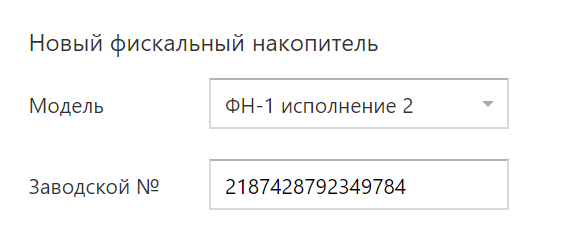 Новый фискальный накопитель
Модель ФН-1 исполнение 2
Заводской № 2187428792349784